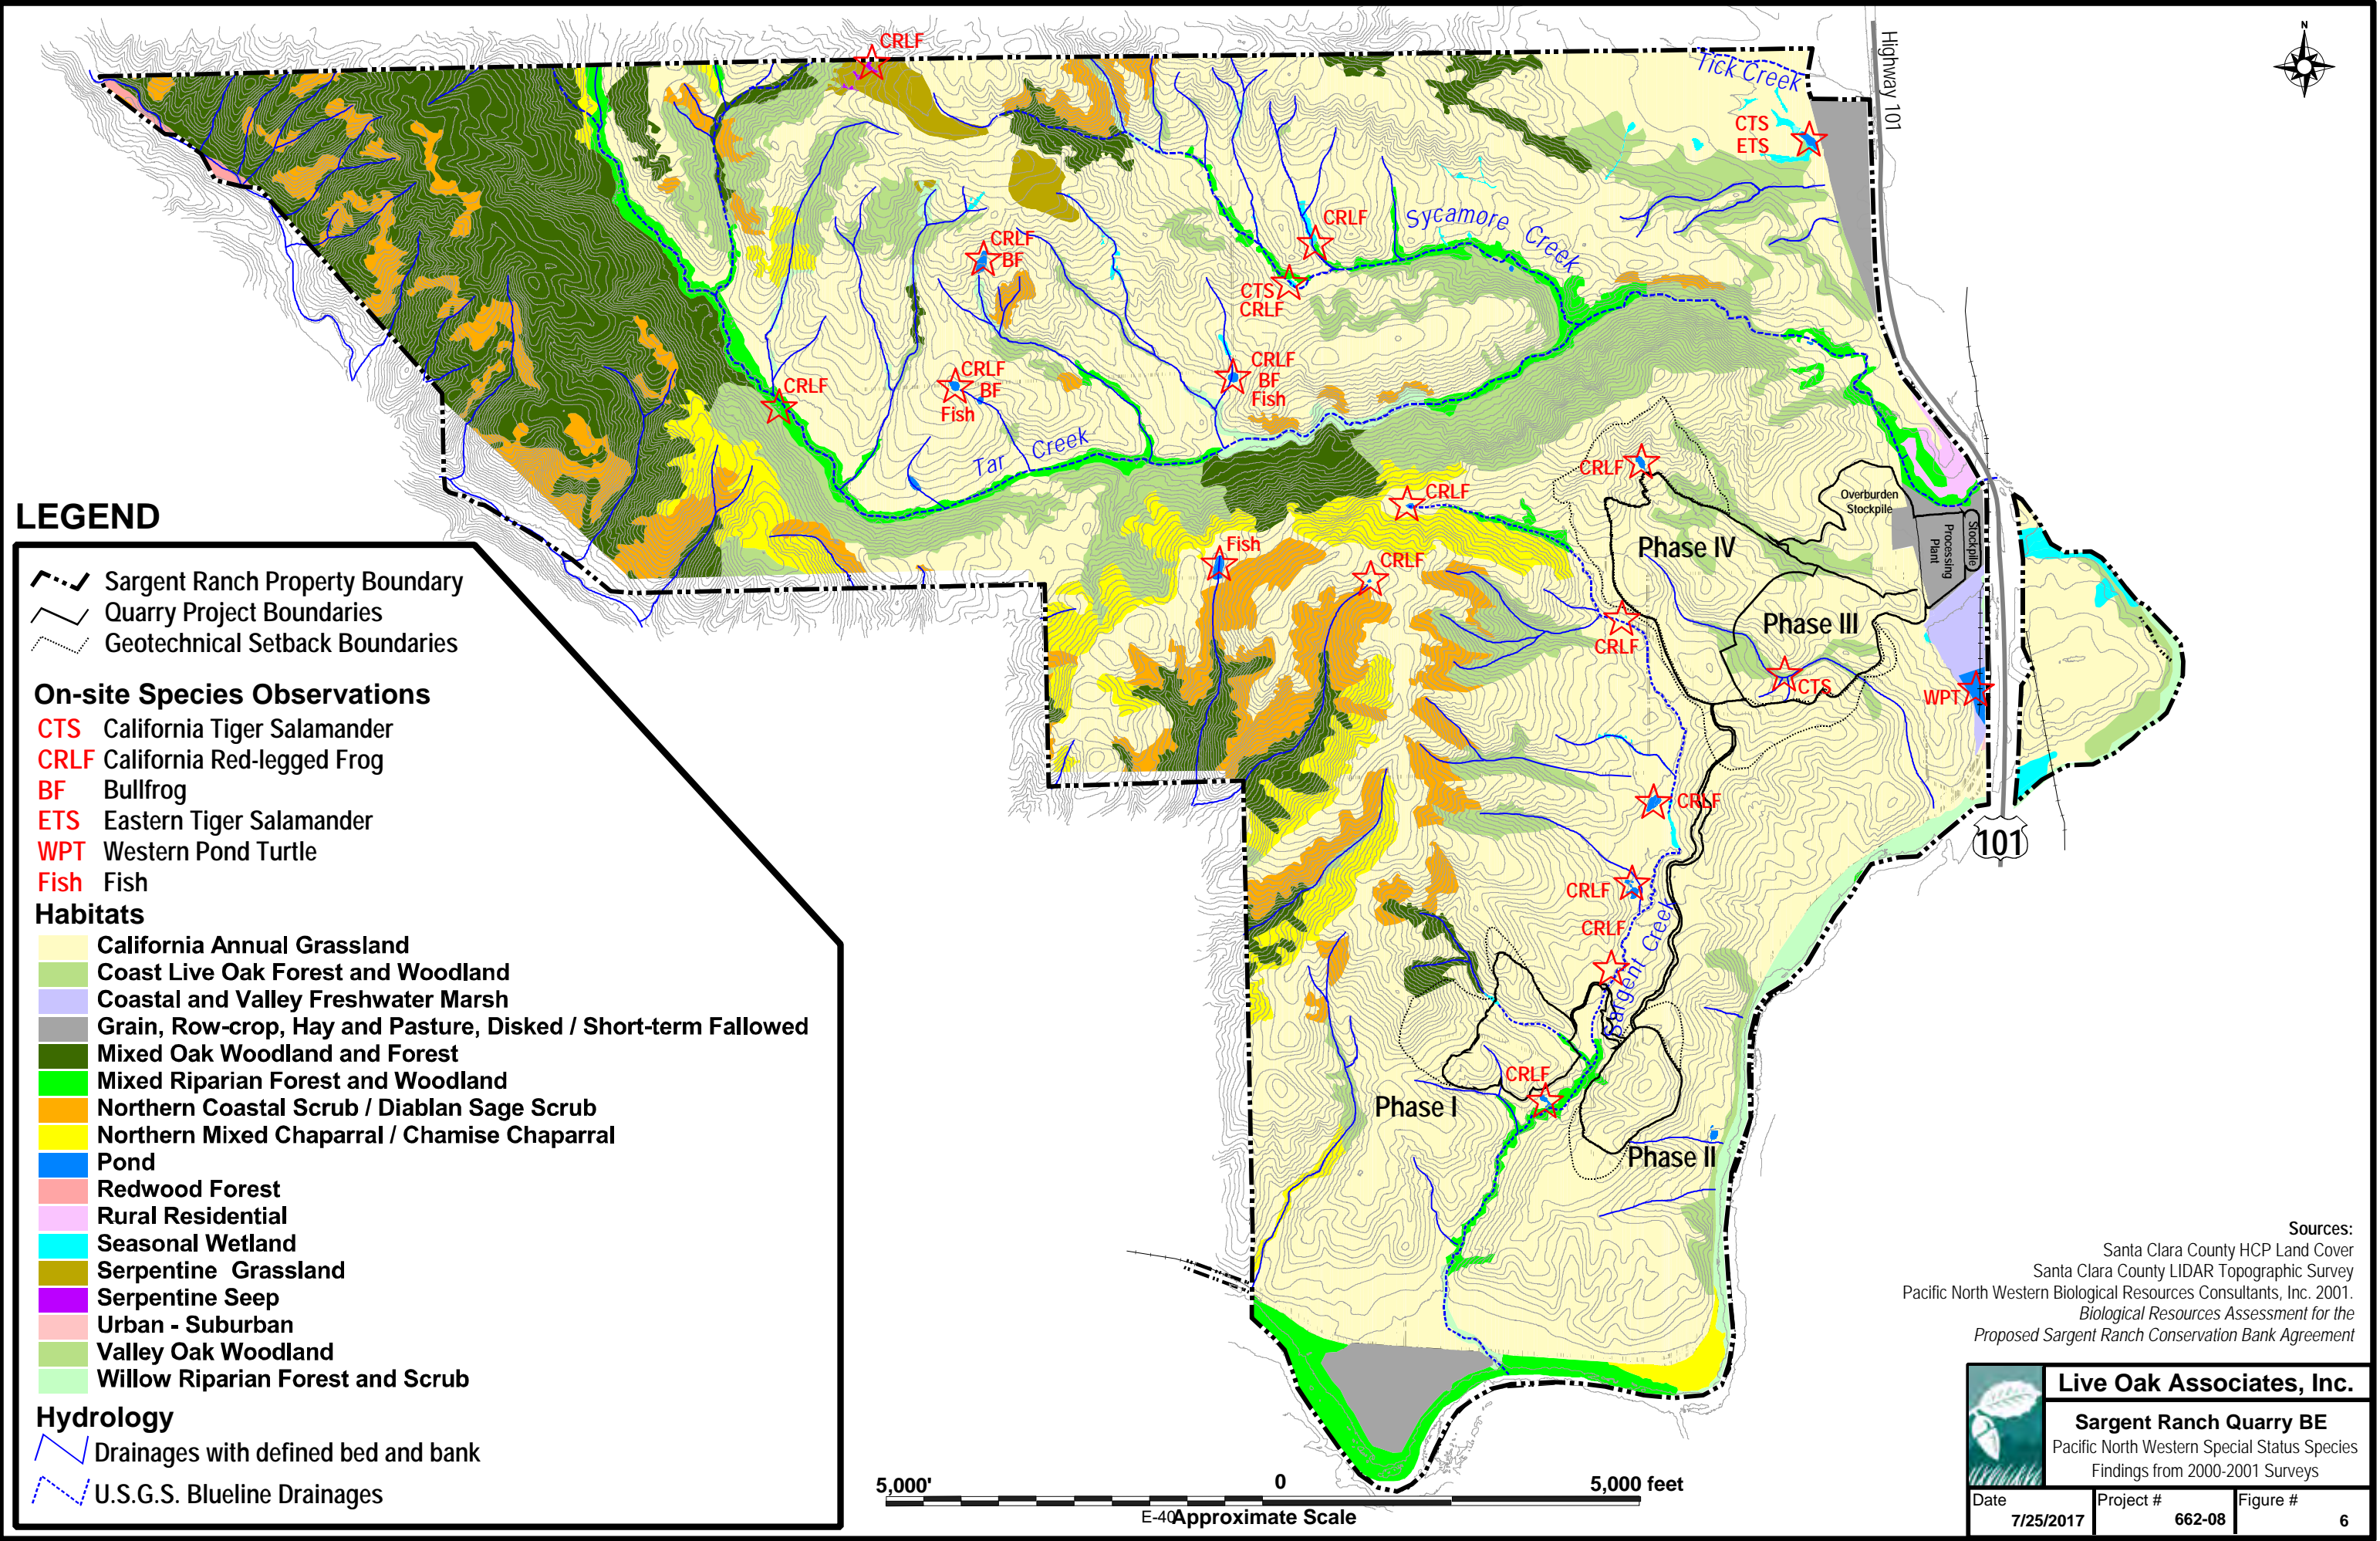 CRLF
Tick Creek
Highway 101
N
CTS
ETS
CRLF
Sycamore Creek
CRLF
BF
CTS
CRLF
CRLF
BF
Fish
CRLF
BF
Fish
CRLF
Tar Creek
CRLF
CRLF
Overburden
Stockpile
Stockpile
Processing
Plant
Fish
CRLF
Phase IV
Phase III
CRLF
CTS
WPT
CRLF
101
CRLF
CRLF
Sargent Creek
CRLF
Phase I
Phase II
LEGEND
Sargent Ranch Property Boundary
Quarry Project Boundaries
Geotechnical Setback Boundaries
On-site Species Observations
CTS California Tiger Salamander
CRLF California Red-legged Frog
BF Bullfrog
ETS Eastern Tiger Salamander
WPT Western Pond Turtle
Fish Fish
Habitats
California Annual Grassland
Coast Live Oak Forest and Woodland
Coastal and Valley Freshwater Marsh
Grain, Row-crop, Hay and Pasture, Disked / Short-term Fallowed
Mixed Oak Woodland and Forest
Mixed Riparian Forest and Woodland
Northern Coastal Scrub / Diablan Sage Scrub
Northern Mixed Chaparral / Chamise Chaparral
Pond
Redwood Forest
Rural Residential
Seasonal Wetland
Serpentine Grassland
Serpentine Seep
Urban - Suburban
Valley Oak Woodland
Willow Riparian Forest and Scrub
Hydrology
Drainages with defined bed and bank
U.S.G.S. Blueline Drainages
5,000' 0 5,000 feet
E-40 Approximate Scale
Sources:
Santa Clara County HCP Land Cover
Santa Clara County LIDAR Topographic Survey
Pacific North Western Biological Resources Consultants, Inc. 2001.
Biological Resources Assessment for the
Proposed Sargent Ranch Conservation Bank Agreement
Live Oak Associates, Inc.
Sargent Ranch Quarry BE
Pacific North Western Special Status Species
Findings from 2000-2001 Surveys
Date Project # Figure #
7/25/2017 662-08 6